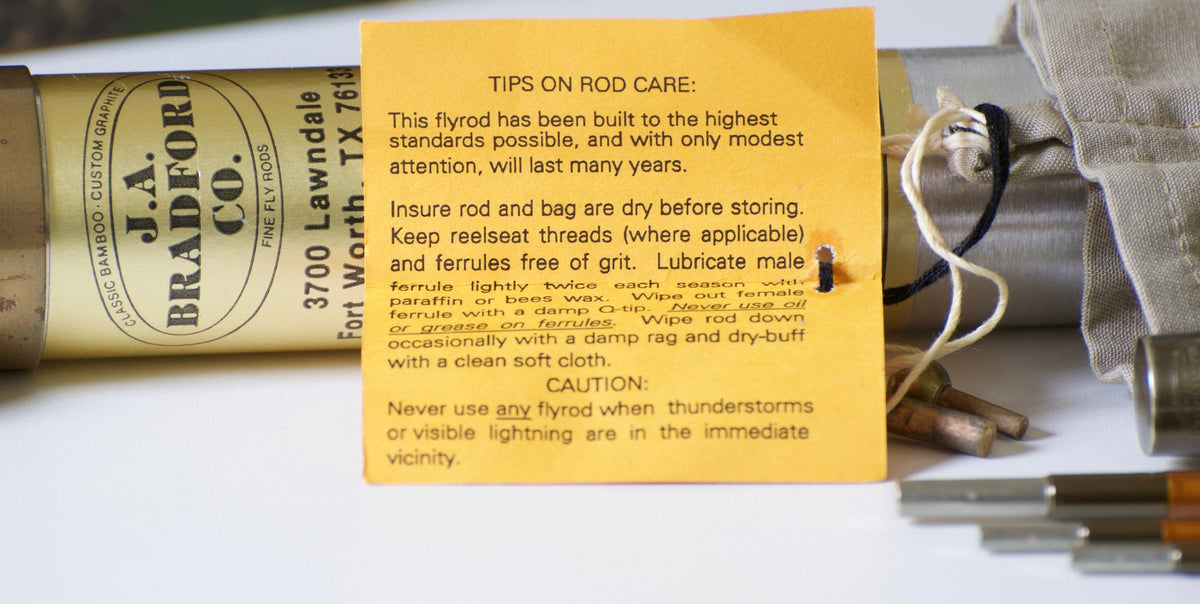 CLASSIC BAMBOO · CUSTOM GRAPHITE
J.A.
BRADFORD
CO.
FINE FLY RODS
3700 Lawndale
Fort Worth, TX 7613
TIPS ON ROD CARE:
This flyrod has been built to the highest
standards possible, and with only modest
attention, will last many years.
Insure rod and bag are dry before storing.
Keep reelseat threads (where applicable)
and ferrules free of grit. Lubricate male
ferrule lightly twice each season with
paraffin or bees wax. Wipe out female
ferrule with a damp Q-tip. Never use oil
or grease on ferrules. Wipe rod down
occasionally with a damp rag and dry-buff
with a clean soft cloth.
CAUTION:
Never use any flyrod when thunderstorms
or visible lightning are in the immediate
vicinity.